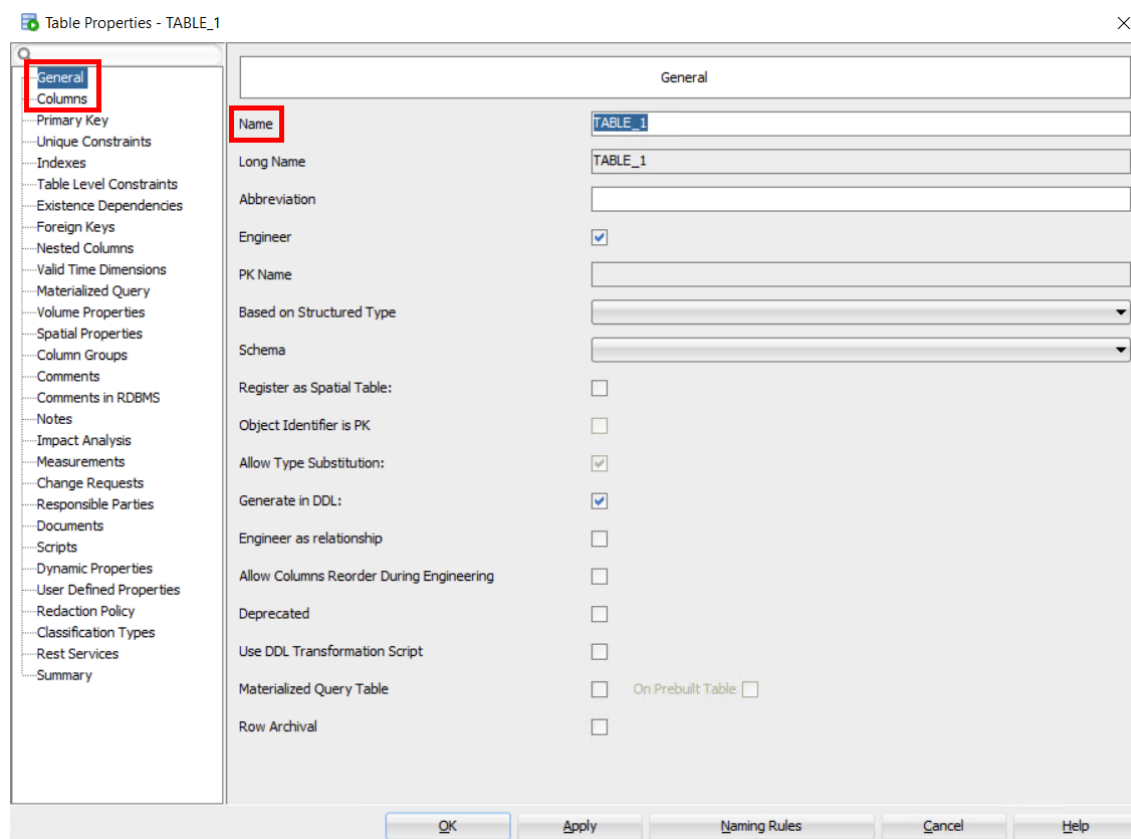 Table Properties - TABLE_1
General
Columns
Primary Key
Unique Constraints
Indexes
Table Level Constraints
Existence Dependencies
Foreign Keys
Nested Columns
Valid Time Dimensions
Materialized Query
Volume Properties
Spatial Properties
Column Groups
Comments
Comments in RDBMS
Notes
Impact Analysis
Measurements
Change Requests
Responsible Parties
Documents
Scripts
Dynamic Properties
User Defined Properties
Redaction Policy
Classification Types
Rest Services
Summary
General
Name TABLE_1
Long Name TABLE_1
Abbreviation
Engineer
PK Name
Based on Structured Type
Schema
Register as Spatial Table:
Object Identifier is PK
Allow Type Substitution:
Generate in DDL:
Engineer as relationship
Allow Columns Reorder During Engineering
Deprecated
Use DDL Transformation Script
Materialized Query Table On Prebuilt Table
Row Archival
OK Apply Naming Rules Cancel Help